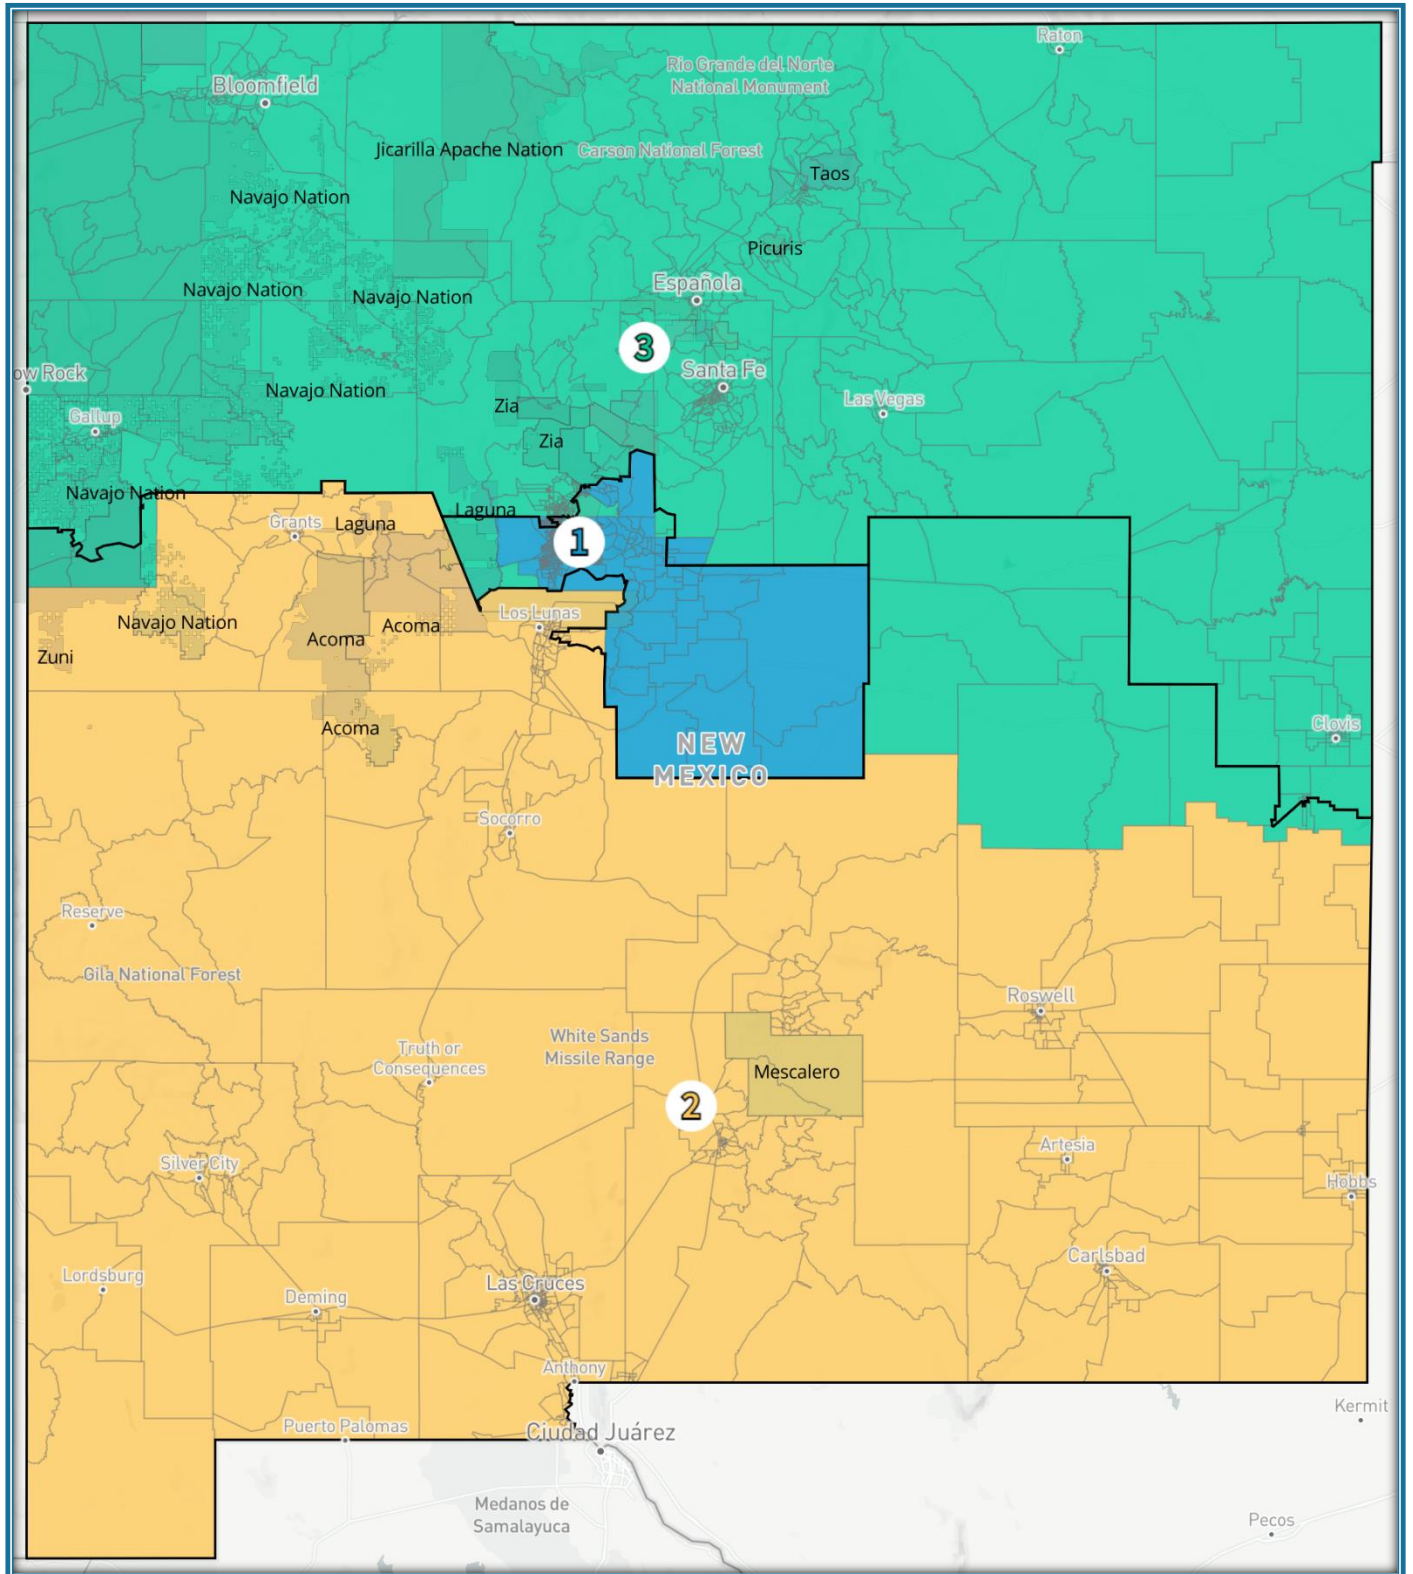 Raton
Rio Grande del Norte
National Monument
Bloomfield
Jicarilla Apache Nation
Carson National Forest
Taos
Navajo Nation
Picuris
Española
Navajo Nation
Navajo Nation
3
ow Rock
Santa Fe
Navajo Nation
Las Vegas
Zia
Gallup
Zia
Navajo Nation
Laguna
Grants
Laguna
1
Los Lunas
Navajo Nation
Acoma
Acoma
Zuni
Acoma
Clovis
NEW
MEXICO
Socorro
Reserve
Gila National Forest
Roswell
White Sands
Missile Range
Truth or
Consequences
Mescalero
2
Artesia
Silver City
Hobbs
Carlsbad
Lordsburg
Las Cruces
Deming
Anthony
Kermit
Puerto Palomas
Ciudad Juárez
Medanos de
Samalayuca
Pecos